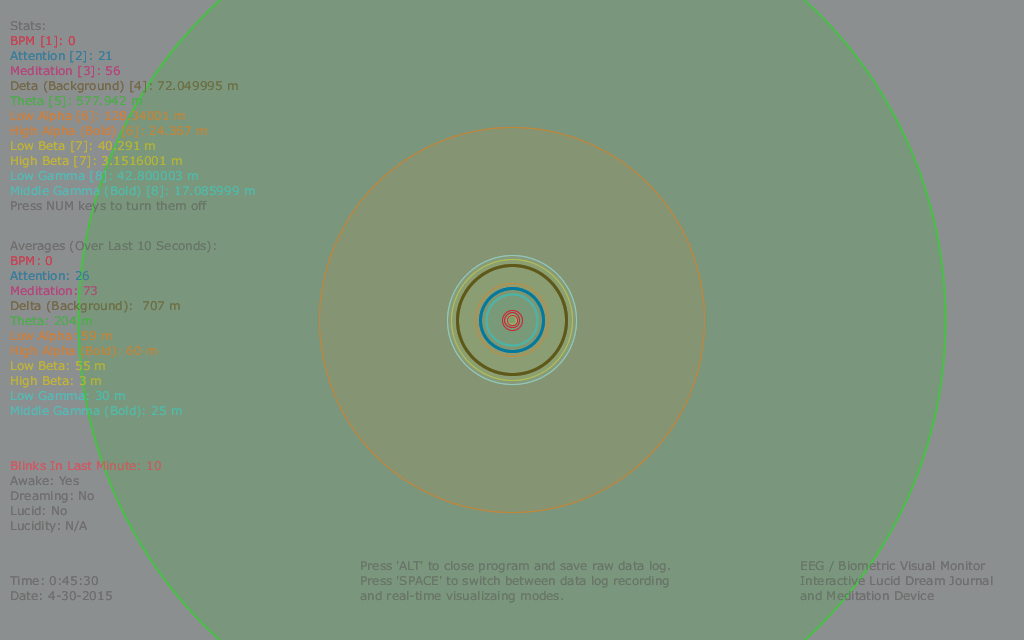 Stats:
BPM [1]: 0
Attention [2]: 21
Meditation [3]: 56
Deta (Background) [4]: 72.049995 m
Theta [5]: 577.942 m
Low Alpha [6]: m
High Alpha (Bold) [6]: 24.367 m
Low Beta [7]: 40.291 m
High Beta [7]: 3.1516001 m
Low Gamma [8]: 42.800003 m
Middle Gamma (Bold) [8]: 17.085999 m
Press NUM keys to turn them off
Averages (Over Last 10 Seconds):
BPM: 0
Attention: 26
Meditation: 73
Delta (Background): 707 m
Theta: 204 m
Low Alpha: m
High Alpha (Bold): m
Low Beta: 55 m
High Beta: 3 m
Low Gamma: 30 m
Middle Gamma (Bold): 25 m
Blinks In Last Minute: 10
Awake: Yes
Dreaming: No
Lucid: No
Lucidity: N/A
Time: 0:45:30
Date: 4-30-2015
Press 'ALT' to close program and save raw data log.
Press 'SPACE' to switch between data log recording
and real-time visualizaing modes.
EEG / Biometric Visual Monitor
Interactive Lucid Dream Journal
and Meditation Device